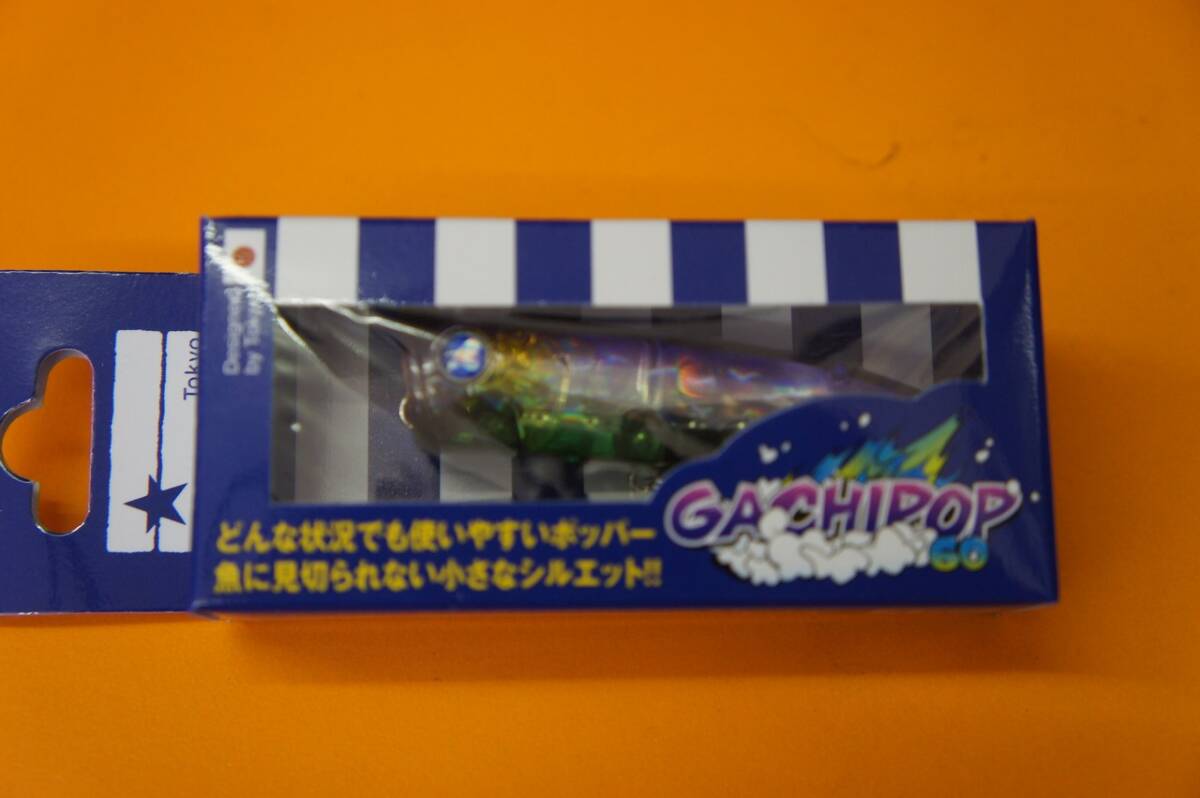 Tokyo
Designed
by Tokyo
どんな状況でも使いやすいポッパー
魚に見切られない小さなシルエット!!
GACHIPOP
60